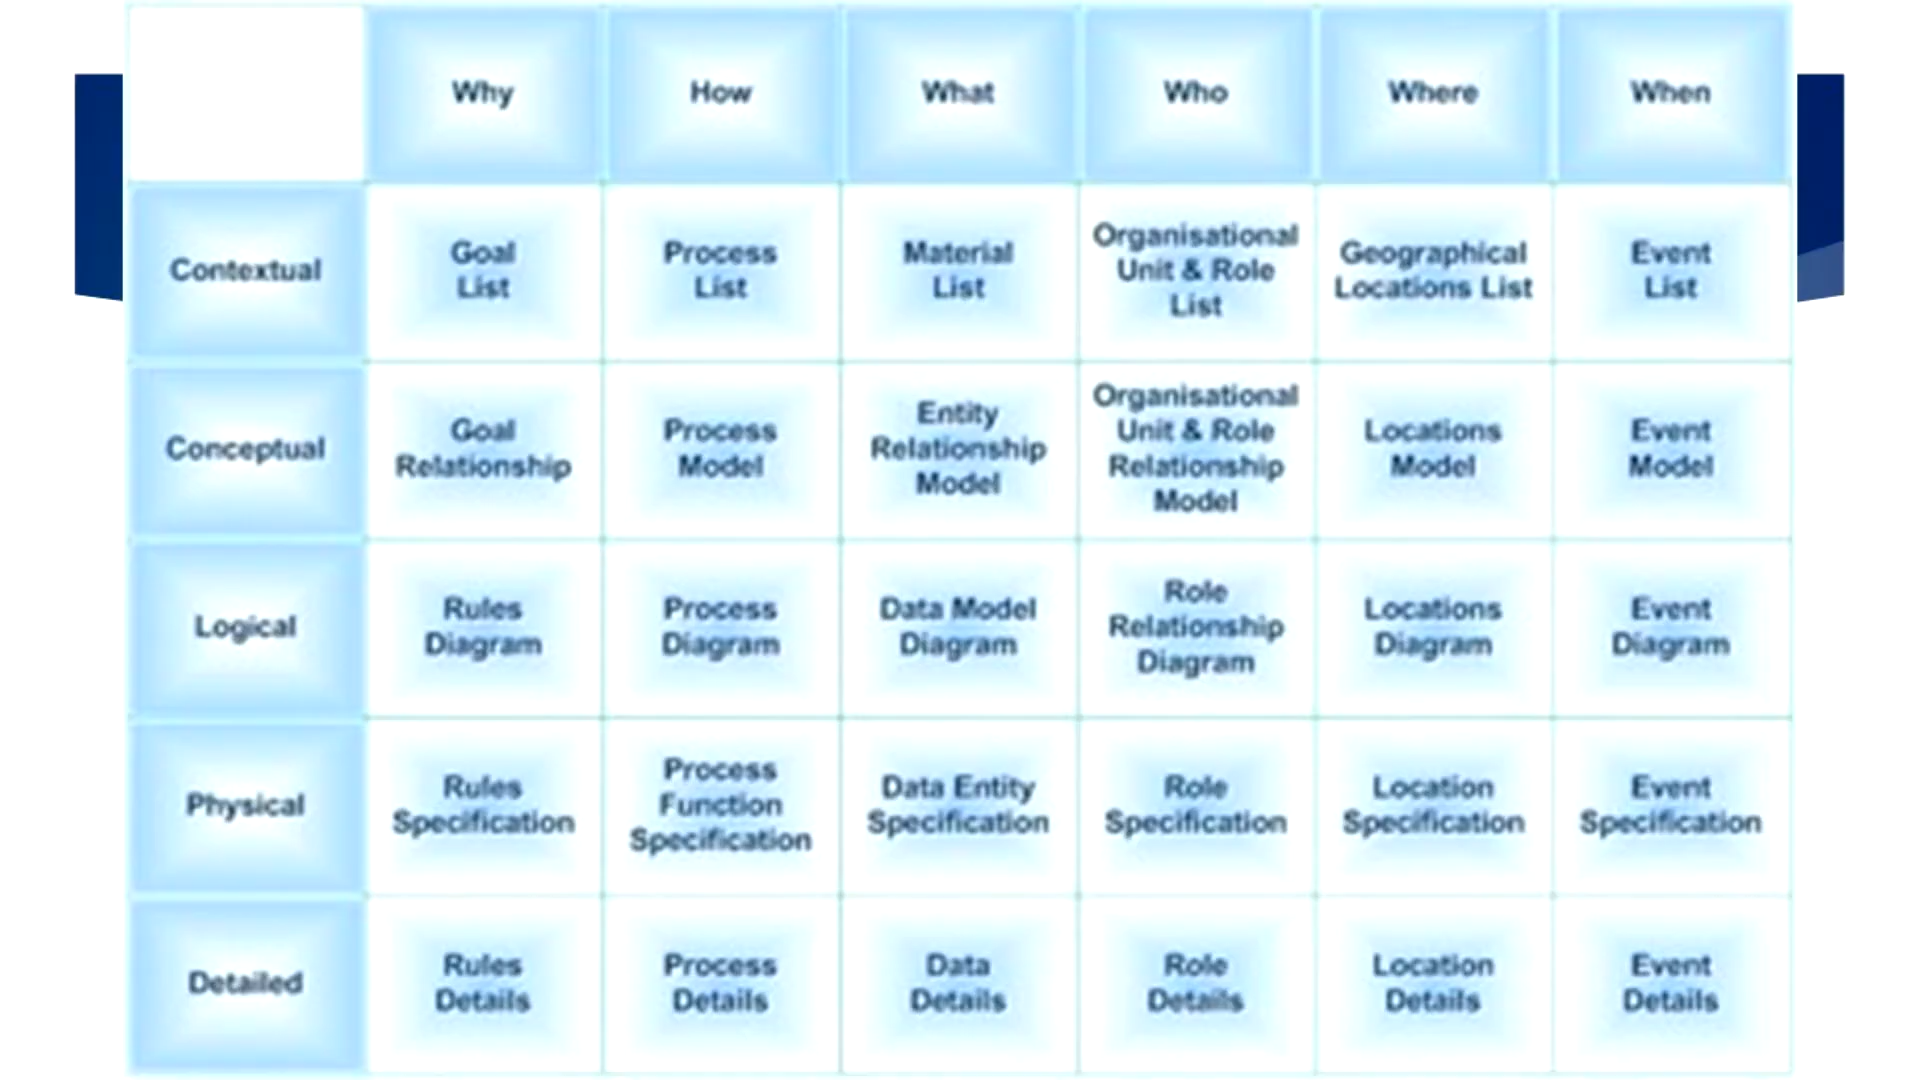 Why
How
What
Who
Where
When
Contextual
Goal
List
Process
List
Material
List
Organisational
Unit & Role
List
Geographical
Locations List
Event
List
Conceptual
Goal
Relationship
Process
Model
Entity
Relationship
Model
Organisational
Unit & Role
Relationship
Model
Locations
Model
Event
Model
Logical
Rules
Diagram
Process
Diagram
Data Model
Diagram
Role
Relationship
Diagram
Locations
Diagram
Event
Diagram
Physical
Rules
Specification
Process
Function
Specification
Data Entity
Specification
Role
Specification
Location
Specification
Event
Specification
Detailed
Rules
Details
Process
Details
Data
Details
Role
Details
Location
Details
Event
Details